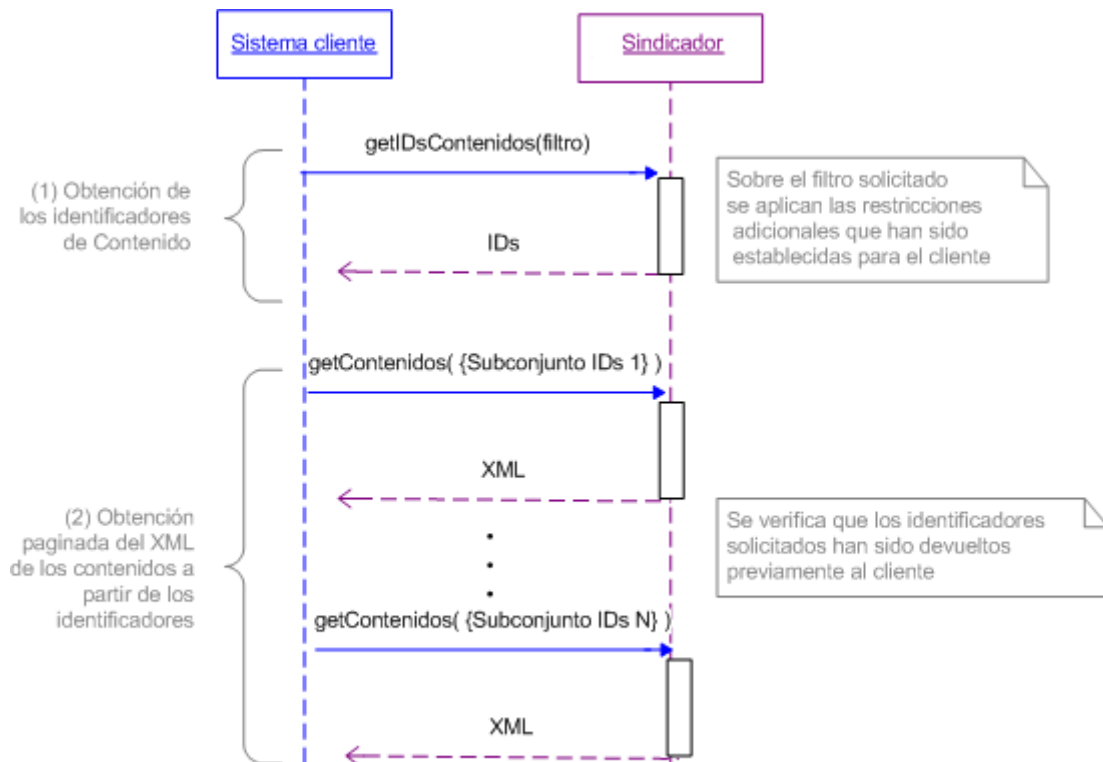 Sistema cliente
Sindicador
getIDsContenidos(filtro)
(1) Obtención de
los identificadores
de Contenido
Sobre el filtro solicitado
se aplican las restricciones
adicionales que han sido
establecidas para el cliente
IDs
getContenidos( {Subconjunto IDs 1} )
XML
(2) Obtención
paginada del XML
de los contenidos a
partir de los
identificadores
Se verifica que los identificadores
solicitados han sido devueltos
previamente al cliente
getContenidos( {Subconjunto IDs N} )
XML